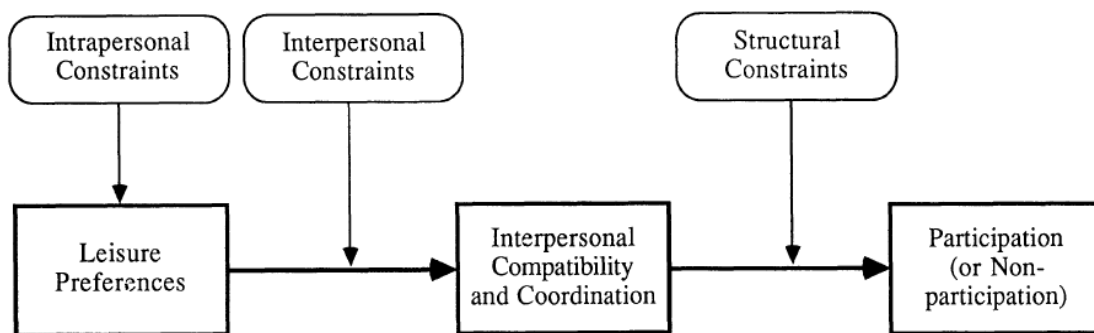 Intrapersonal
Constraints
Interpersonal
Constraints
Structural
Constraints
Leisure
Preferences
Interpersonal
Compatibility
and Coordination
Participation
(or Non-
participation)